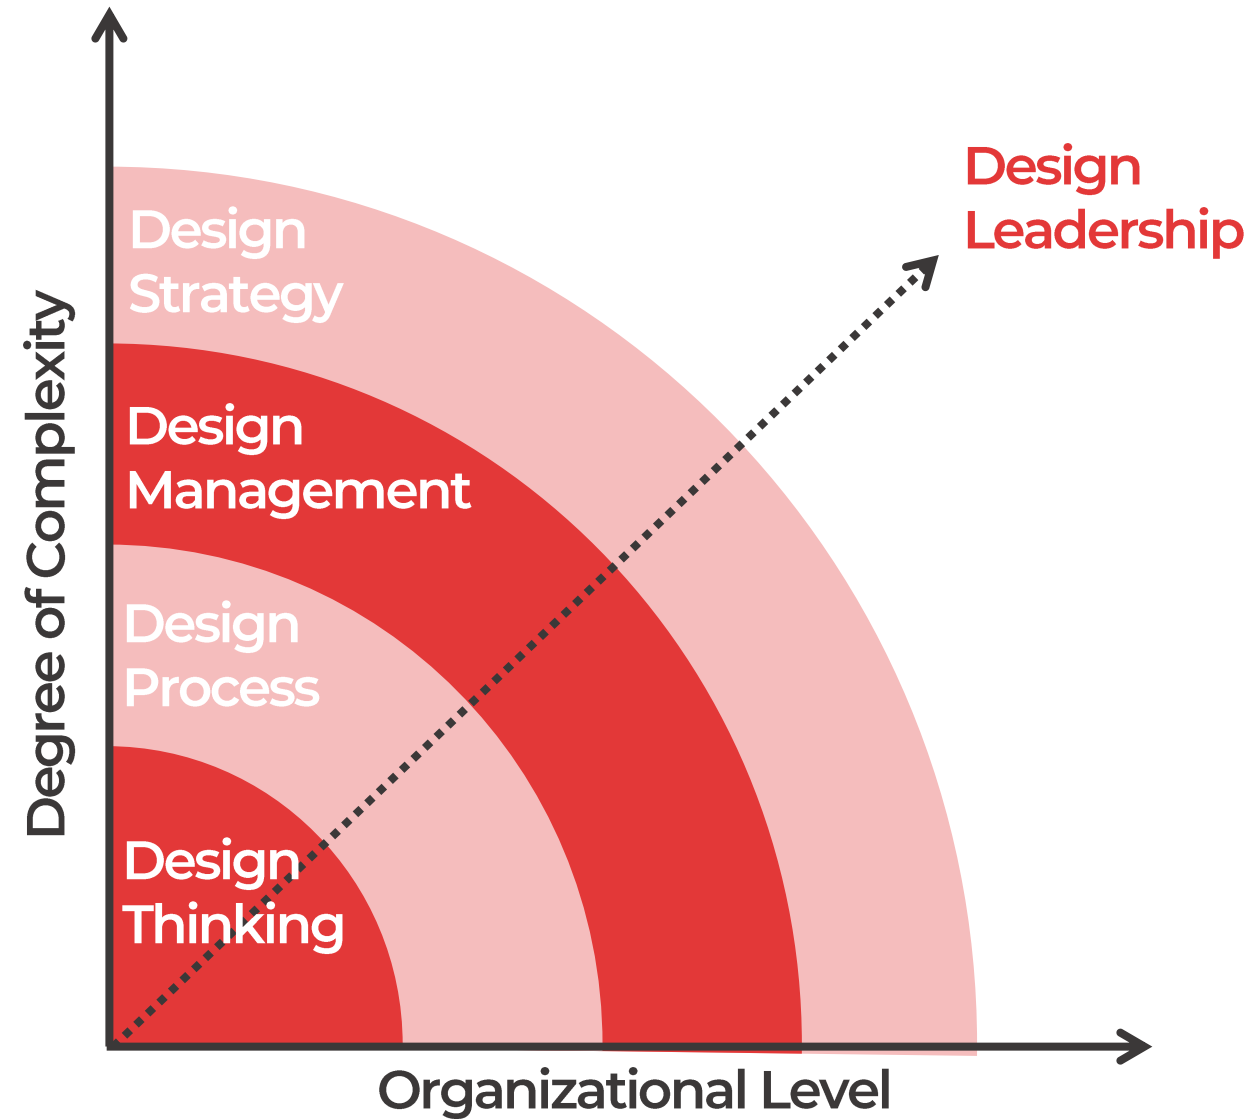 Design
Leadership
Design
Strategy
Design
Management
Design
Process
Design
Thinking
Degree of Complexity
Organizational Level